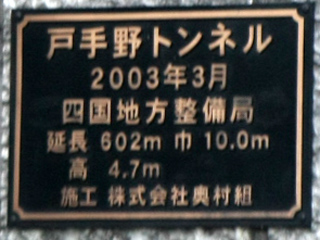 戸手野トンネル
2003年3月
四国地方整備局
延長 602m 巾 10.0m
高 4.7m
施工 株式会社奥村組